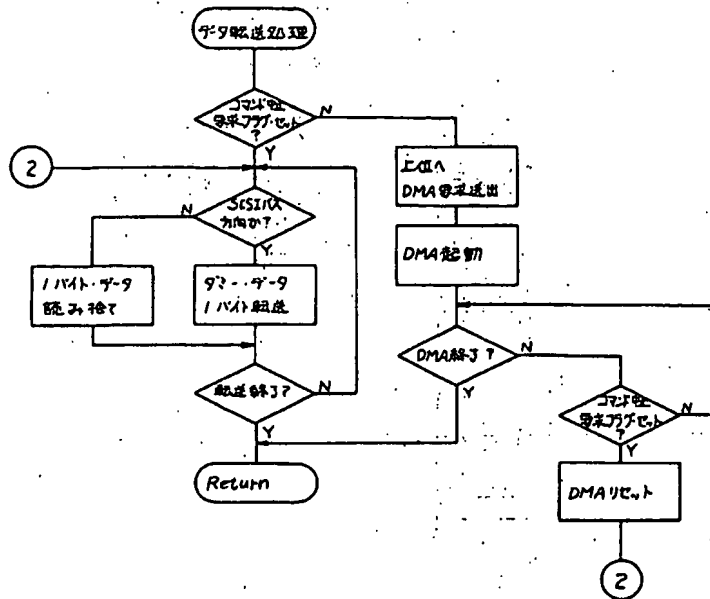 データ転送処理
コマンド中止
要求フラグ・セット
?
N
Y
2
上位へ
DMA要求送出
SCSIバス
方向か?
N
Y
DMA起動
1バイト・データ
読み捨て
ダミー・データ
1バイト転送
DMA終了?
N
Y
転送終了?
N
Y
コマンド中止
要求フラグ・セット
?
N
Y
Return
DMAリセット
2